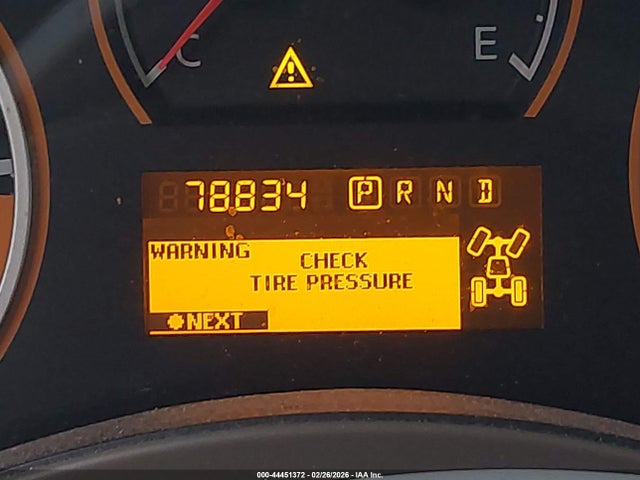 C E
78834 P R N D
WARNING
CHECK
TIRE PRESSURE
NEXT
000-44451372 - 02/26/2026 - IAA Inc.